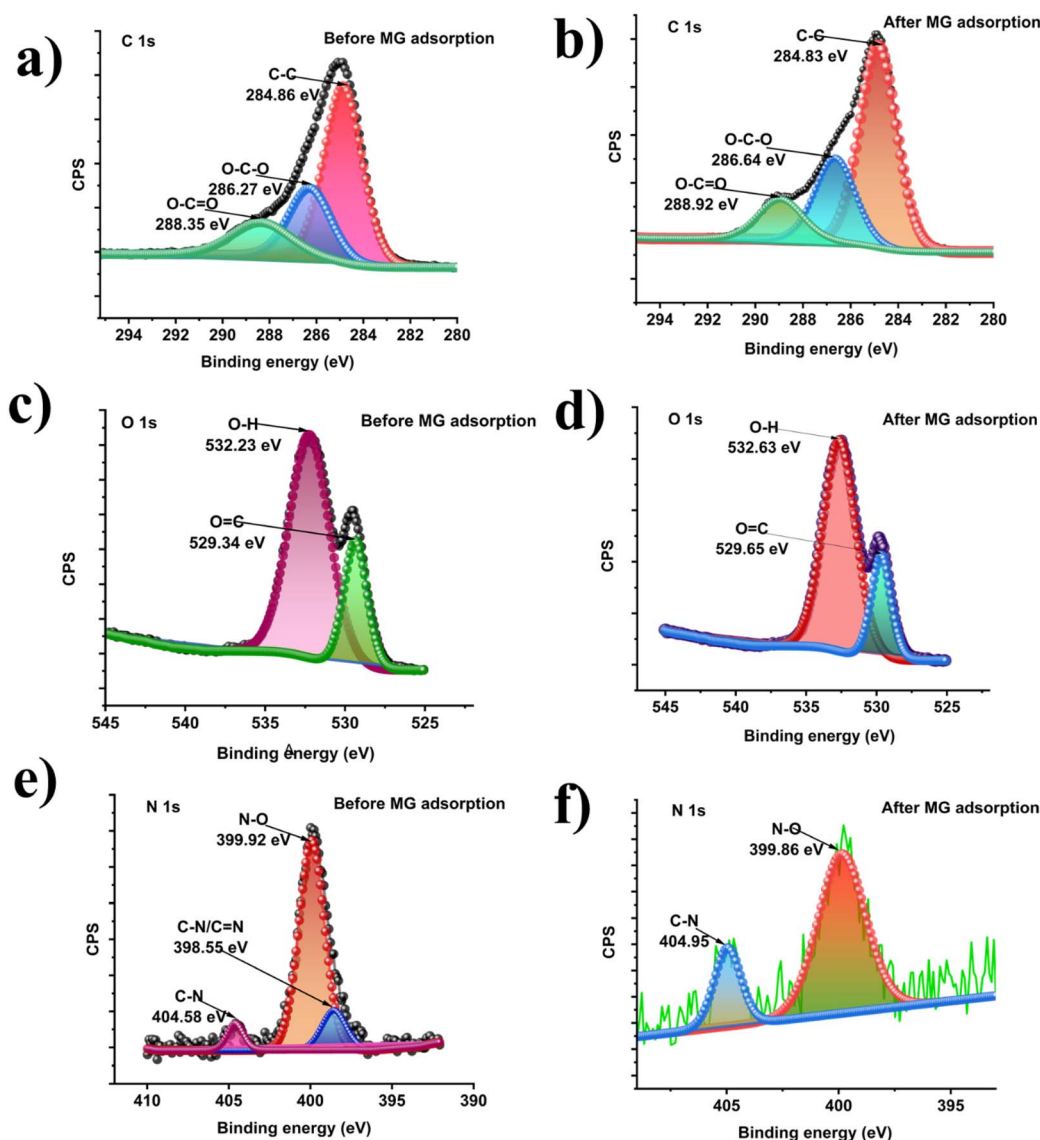 a)
C 1s
Before MG adsorption
C-C
284.86 eV
O-C-O
286.27 eV
O-C=O
288.35 eV
CPS
294 292 290 288 286 284 282 280
Binding energy (eV)
b)
C 1s
After MG adsorption
C-C
284.83 eV
O-C-O
286.64 eV
O-C=O
288.92 eV
CPS
294 292 290 288 286 284 282 280
Binding energy (eV)
c)
O 1s
Before MG adsorption
O-H
532.23 eV
O=C
529.34 eV
CPS
545 540 535 530 525
Binding energy (eV)
d)
O 1s
After MG adsorption
O-H
532.63 eV
O=C
529.65 eV
CPS
545 540 535 530 525
Binding energy (eV)
e)
N 1s
Before MG adsorption
N-O
399.92 eV
C-N/C=N
398.55 eV
C-N
404.58 eV
CPS
410 405 400 395 390
Binding energy (eV)
f)
N 1s
After MG adsorption
N-O
399.86 eV
C-N
404.95
CPS
405 400 395
Binding energy (eV)